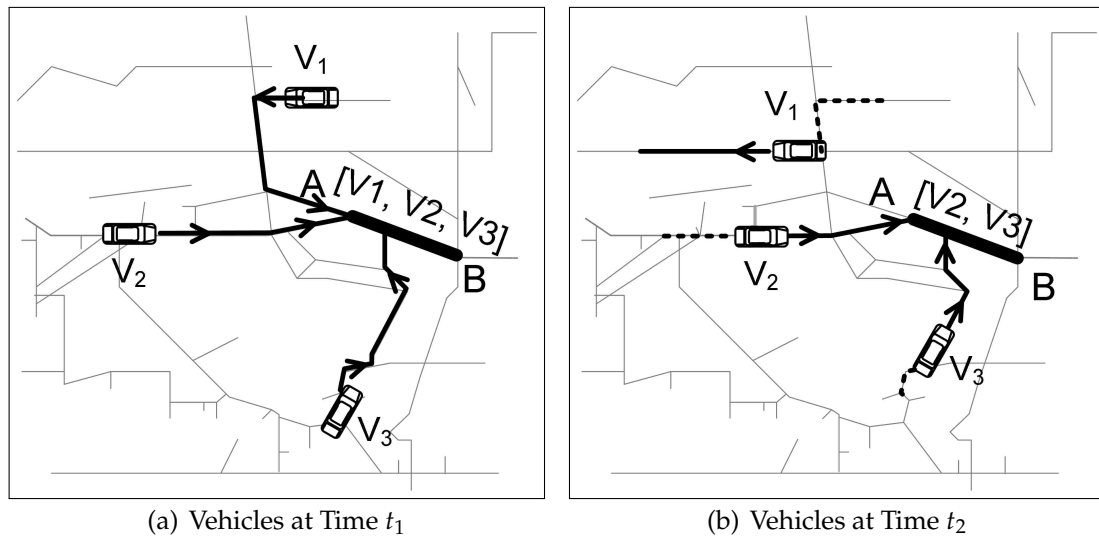 V₁
A [V1, V2, V3]
V₂
B
V₃
(a) Vehicles at Time t₁
V₁
A [V2, V3]
V₂
B
V₃
(b) Vehicles at Time t₂